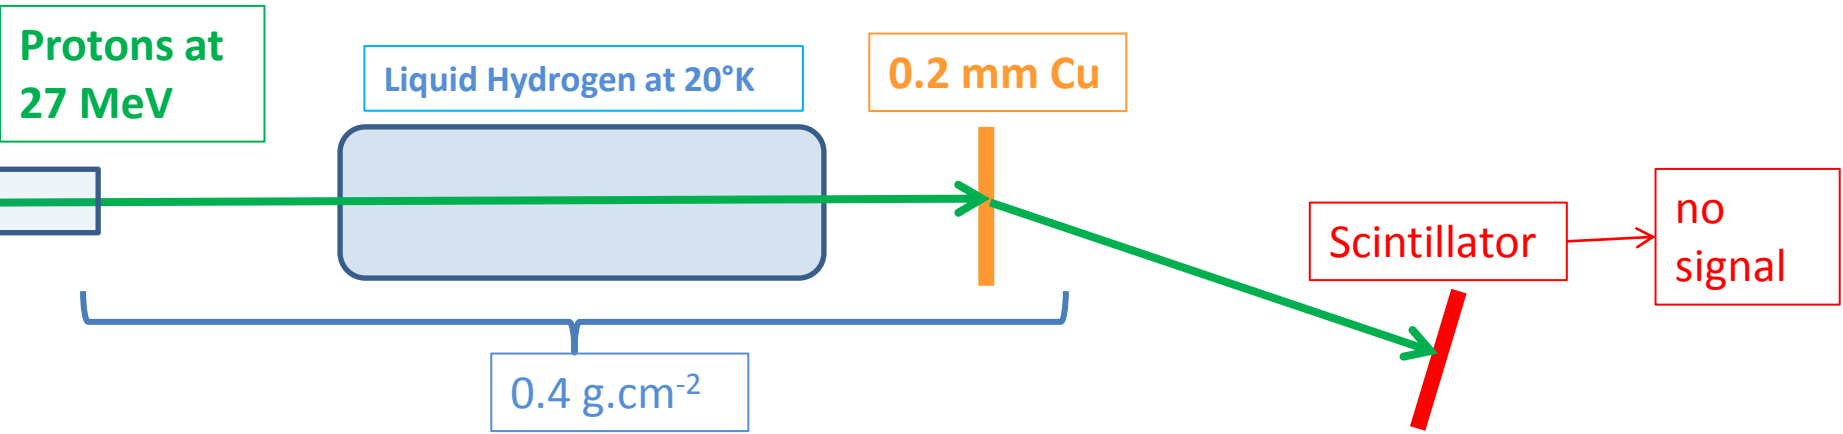 Protons at
27 MeV
Liquid Hydrogen at 20°K
0.2 mm Cu
Scintillator
no
signal
0.4 g.cm-2